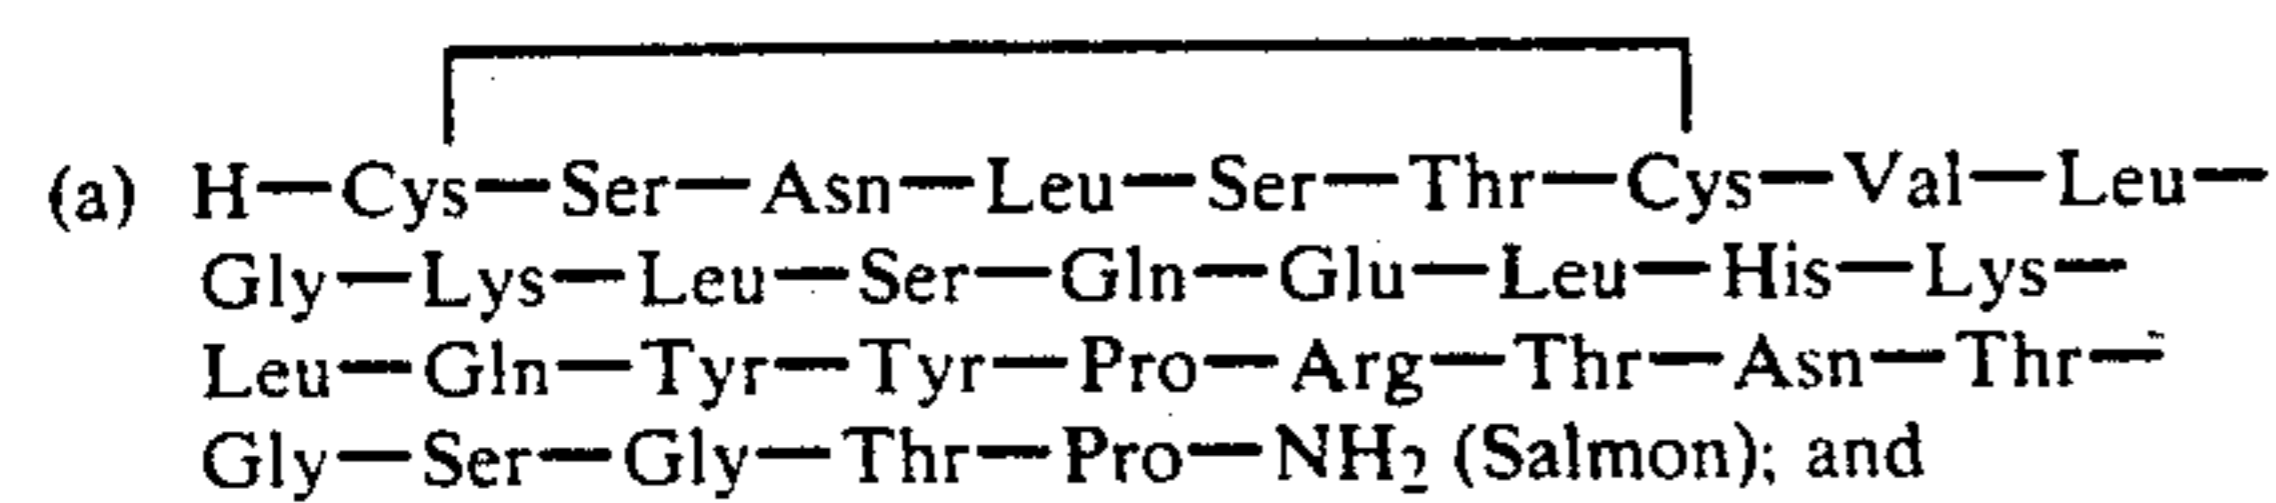 (a) H—Cys—Ser—Asn—Leu—Ser—Thr—Cys—Val—Leu—
Gly—Lys—Leu—Ser—Gln—Glu—Leu—His—Lys—
Leu—Gln—Tyr—Tyr—Pro—Arg—Thr—Asn—Thr—
Gly—Ser—Gly—Thr—Pro—NH₂ (Salmon); and